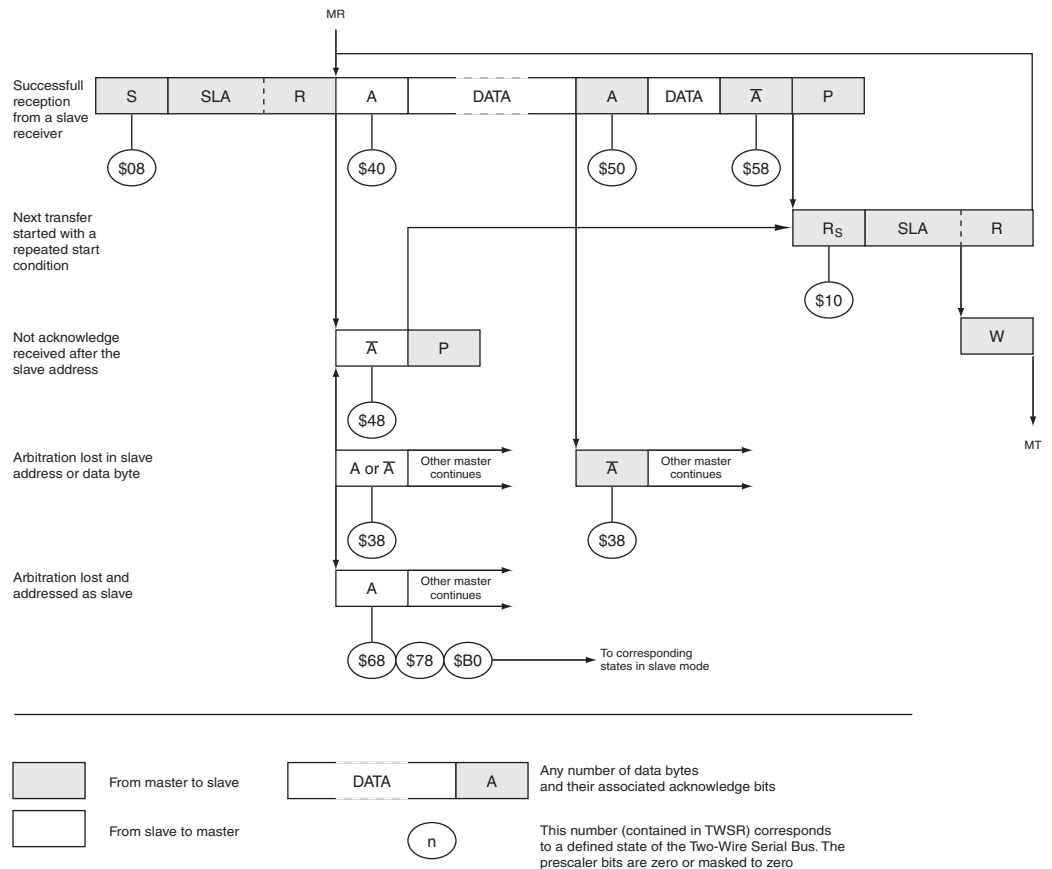 MR
Successfull
reception
from a slave
receiver
S SLA R A DATA A DATA A̅ P
$08 $40 $50 $58
Next transfer
started with a
repeated start
condition
RS SLA R
$10
Not acknowledge
received after the
slave address
A̅ P
W
$48
MT
Arbitration lost in slave
address or data byte
A or A̅
Other master
continues
A̅
Other master
continues
$38 $38
Arbitration lost and
addressed as slave
A
Other master
continues
$68 $78 $B0
To corresponding
states in slave mode
From master to slave
DATA A
Any number of data bytes
and their associated acknowledge bits
From slave to master
n
This number (contained in TWSR) corresponds
to a defined state of the Two-Wire Serial Bus. The
prescaler bits are zero or masked to zero